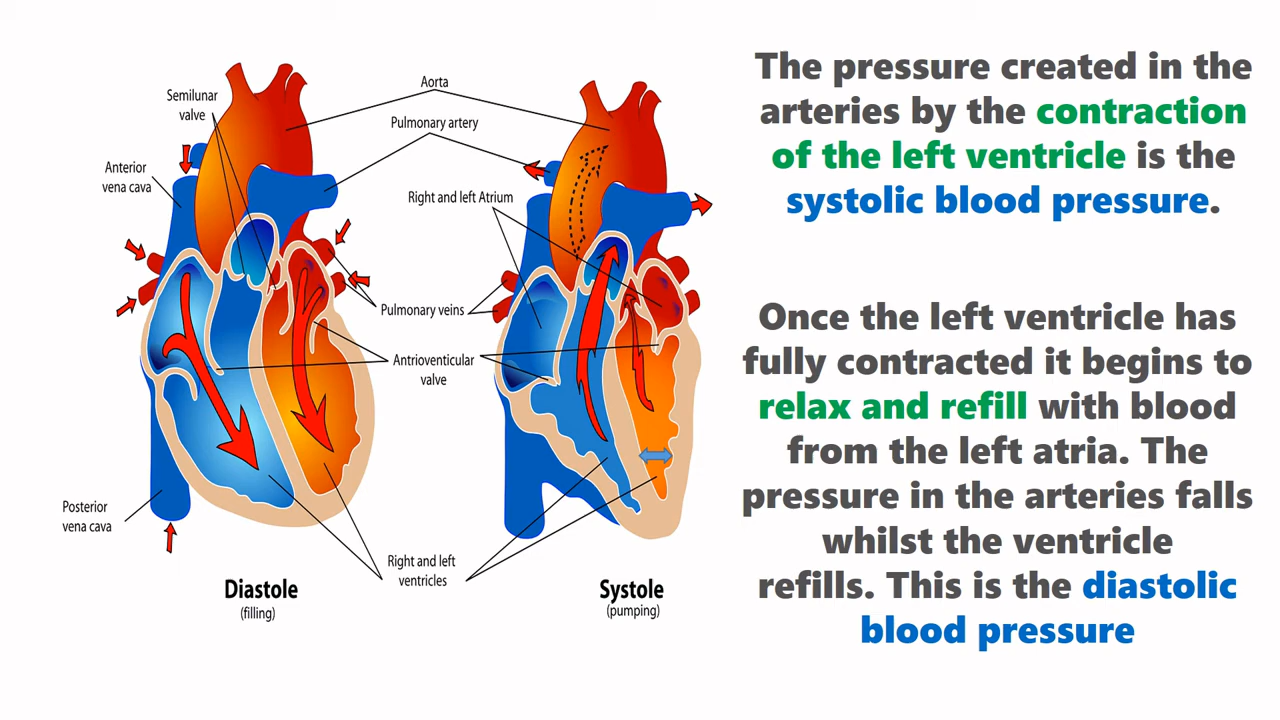 Aorta
Semilunar
valve
Pulmonary artery
Anterior
vena cava
Right and left Atrium
Pulmonary veins
Antrioventicular
valve
Posterior
vena cava
Right and left
ventricles
Diastole
(filling)
Systole
(pumping)
The pressure created in the
arteries by the contraction
of the left ventricle is the
systolic blood pressure.
Once the left ventricle has
fully contracted it begins to
relax and refill with blood
from the left atria. The
pressure in the arteries falls
whilst the ventricle
refills. This is the diastolic
blood pressure